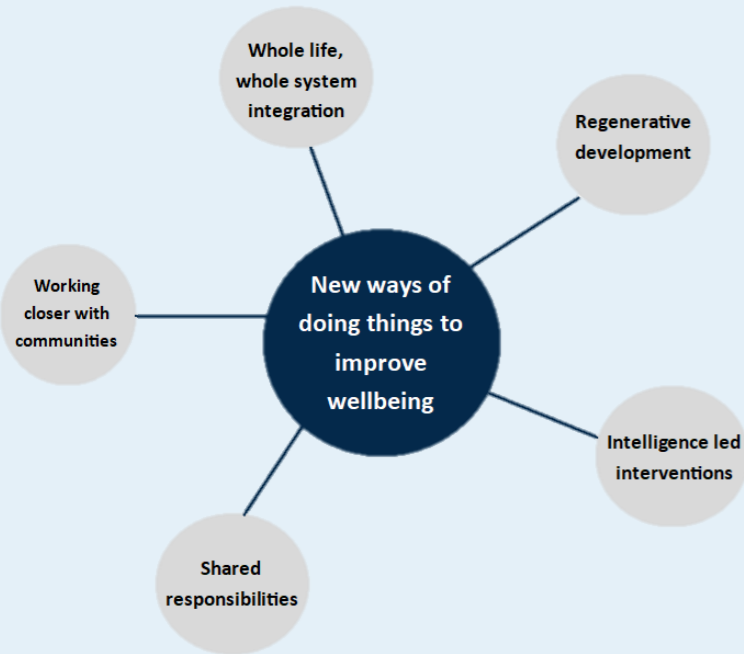 Whole life,
whole system
integration
Regenerative
development
New ways of
doing things to
improve
wellbeing
Working
closer with
communities
Intelligence led
interventions
Shared
responsibilities